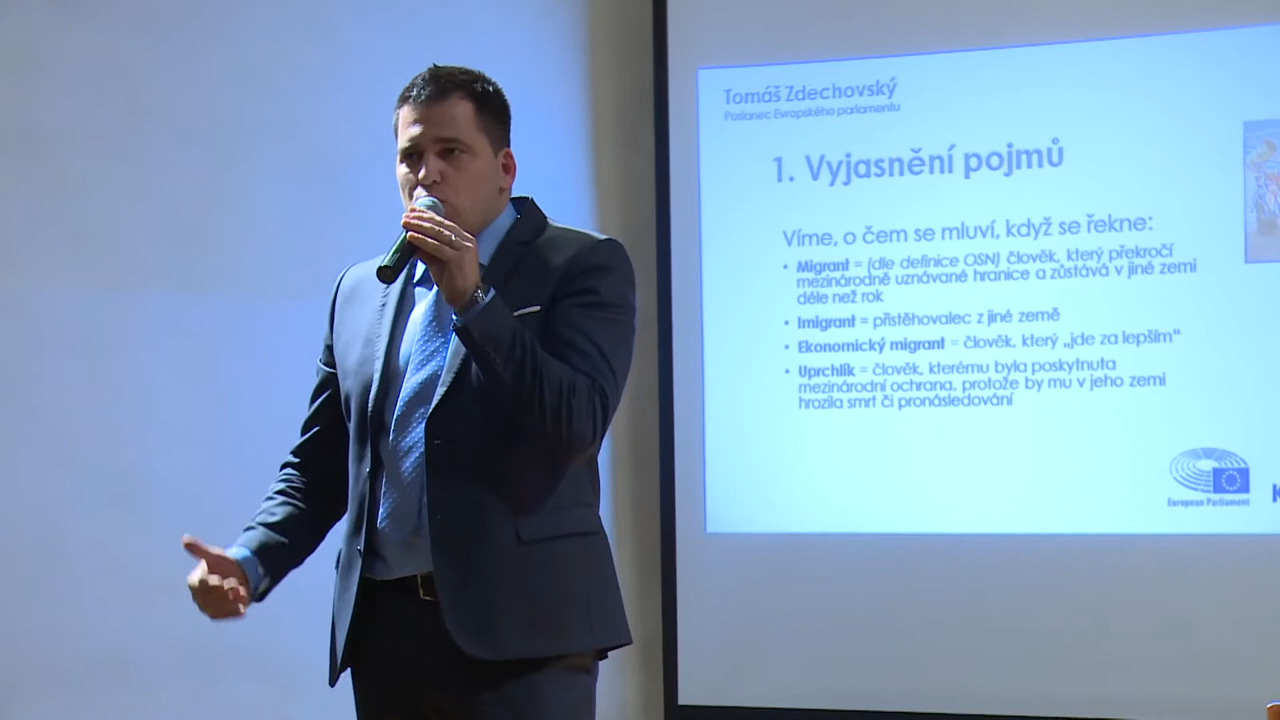 Tomáš Zdechovský
Poslanec Evropského parlamentu
1. Vyjasnění pojmů
Víme, o čem se mluví, když se řekne:
• Migrant = (dle definice OSN) člověk, který překročí
mezinárodně uznávané hranice a zůstává v jiné zemi
déle než rok
• Imigrant = přistěhovalec z jiné země
• Ekonomický migrant = člověk, který „jde za lepším“
• Uprchlík = člověk, kterému byla poskytnuta
mezinárodní ochrana, protože by mu v jeho zemi
hrozila smrt či pronásledování
European Parliament